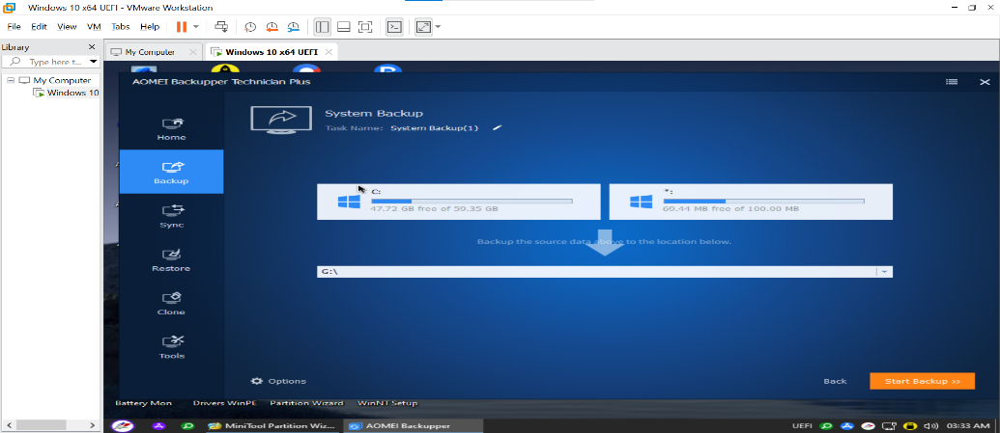 Windows 10 x64 UEFI - VMware Workstation
File Edit View VM Tabs Help
Library
Type here t...
My Computer
Windows 10
My Computer
Windows 10 x64 UEFI
AOMEI Backupper Technician Plus
Home
Backup
Sync
Restore
Clone
Tools
System Backup
Task Name: System Backup(1)
C:
47.72 GB free of 59.35 GB
*:
69.44 MB free of 100.00 MB
Backup the source data above to the location below.
G:\
Options
Back
Start Backup >>
Battery Mon Drivers WinPE Partition Wizard WinNT Setup
MiniTool Partition Wiz...
AOMEI Backupper
UEFI
03:33 AM